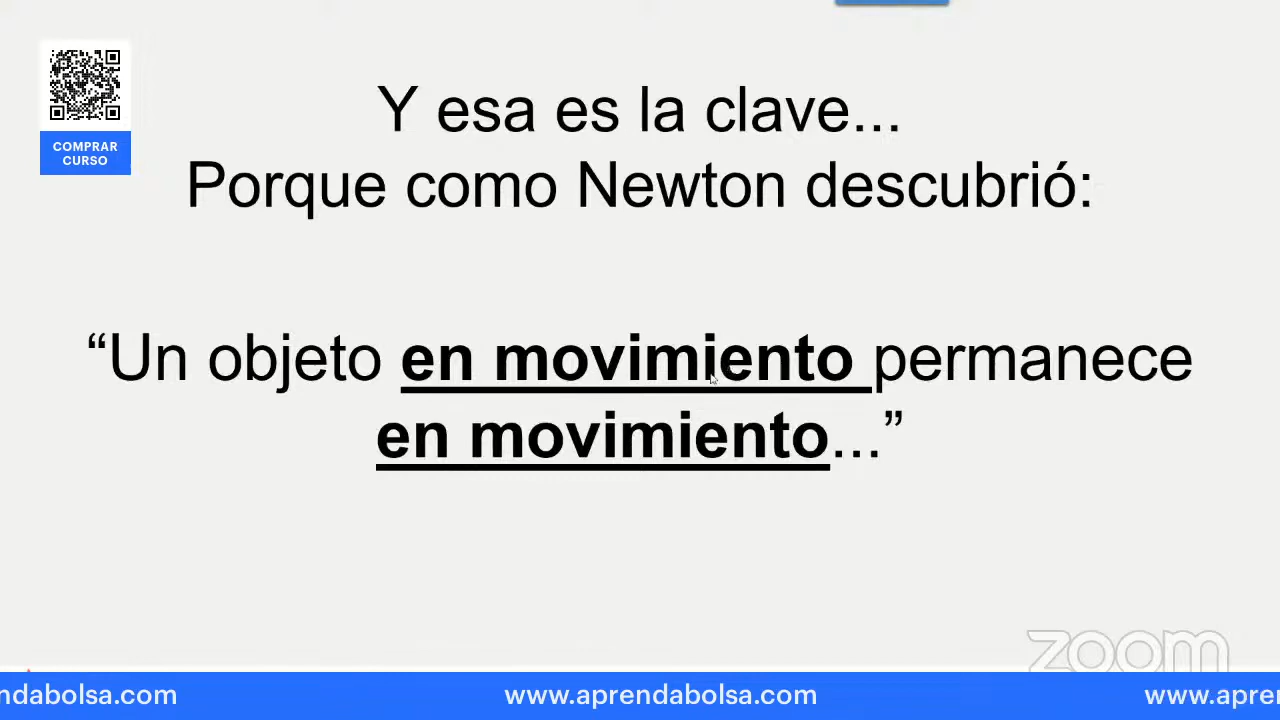 COMPRAR
CURSO
Y esa es la clave...
Porque como Newton descubrió:
“Un objeto en movimiento permanece
en movimiento...”
zoom
ndabolsa.com www.aprendabolsa.com www.apren